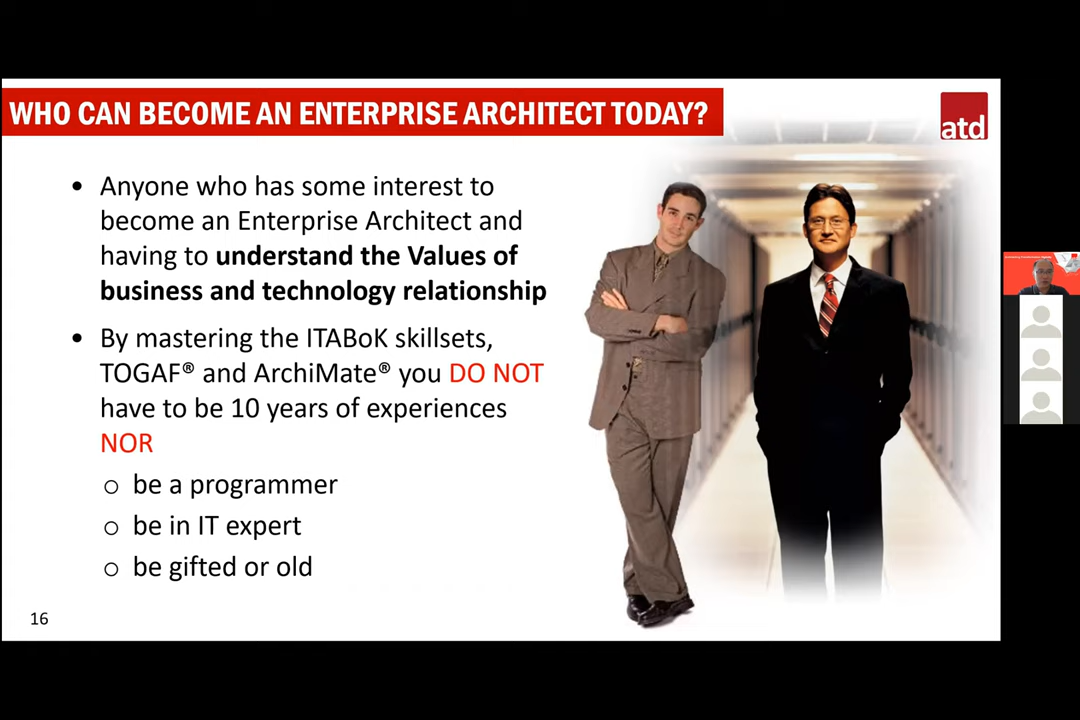 WHO CAN BECOME AN ENTERPRISE ARCHITECT TODAY?
atd
• Anyone who has some interest to
become an Enterprise Architect and
having to understand the Values of
business and technology relationship
• By mastering the ITABoK skillsets,
TOGAF® and ArchiMate® you DO NOT
have to be 10 years of experiences
NOR
o be a programmer
o be in IT expert
o be gifted or old
16